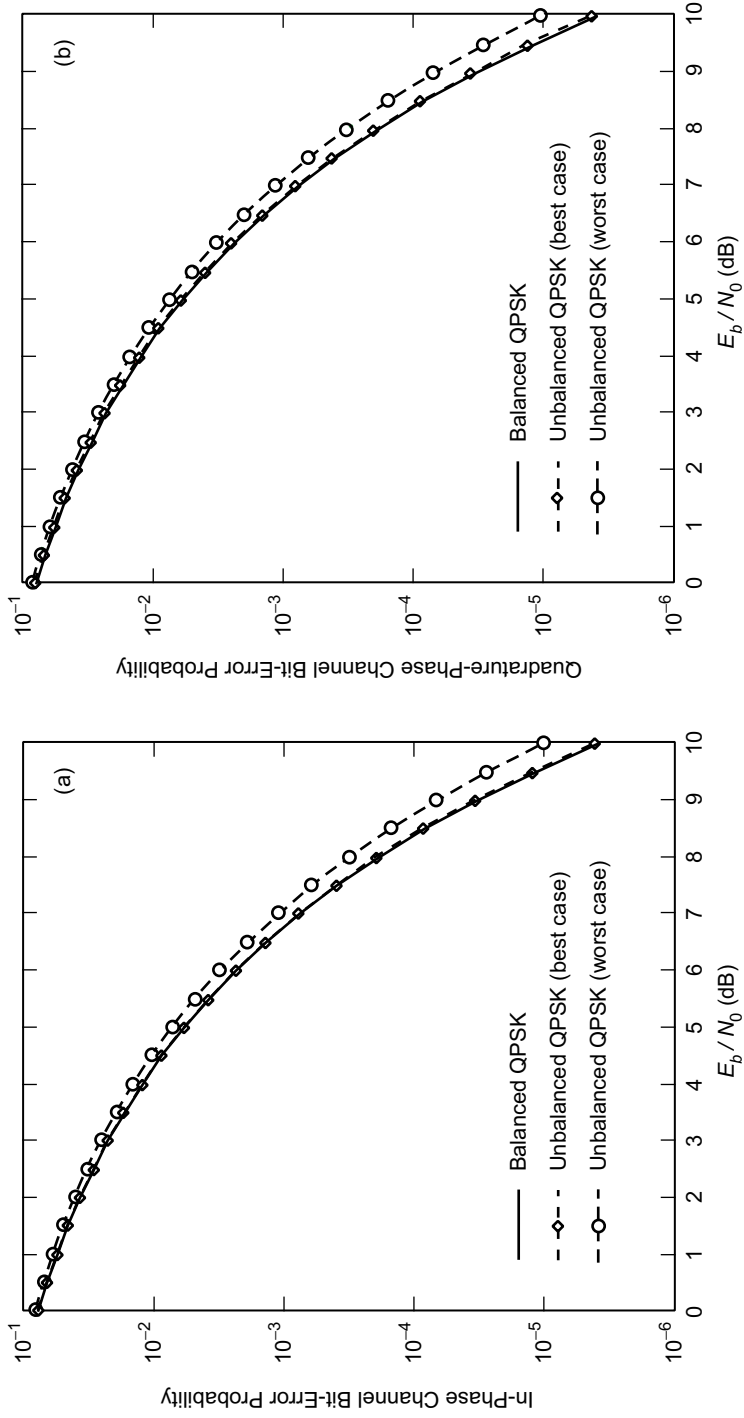 (a)
In-Phase Channel Bit-Error Probability
10⁻¹
10⁻²
10⁻³
10⁻⁴
10⁻⁵
10⁻⁶
Balanced QPSK
Unbalanced QPSK (best case)
Unbalanced QPSK (worst case)
0 1 2 3 4 5 6 7 8 9 10
E_b / N_0 (dB)
(b)
Quadrature-Phase Channel Bit-Error Probability
10⁻¹
10⁻²
10⁻³
10⁻⁴
10⁻⁵
10⁻⁶
Balanced QPSK
Unbalanced QPSK (best case)
Unbalanced QPSK (worst case)
0 1 2 3 4 5 6 7 8 9 10
E_b / N_0 (dB)